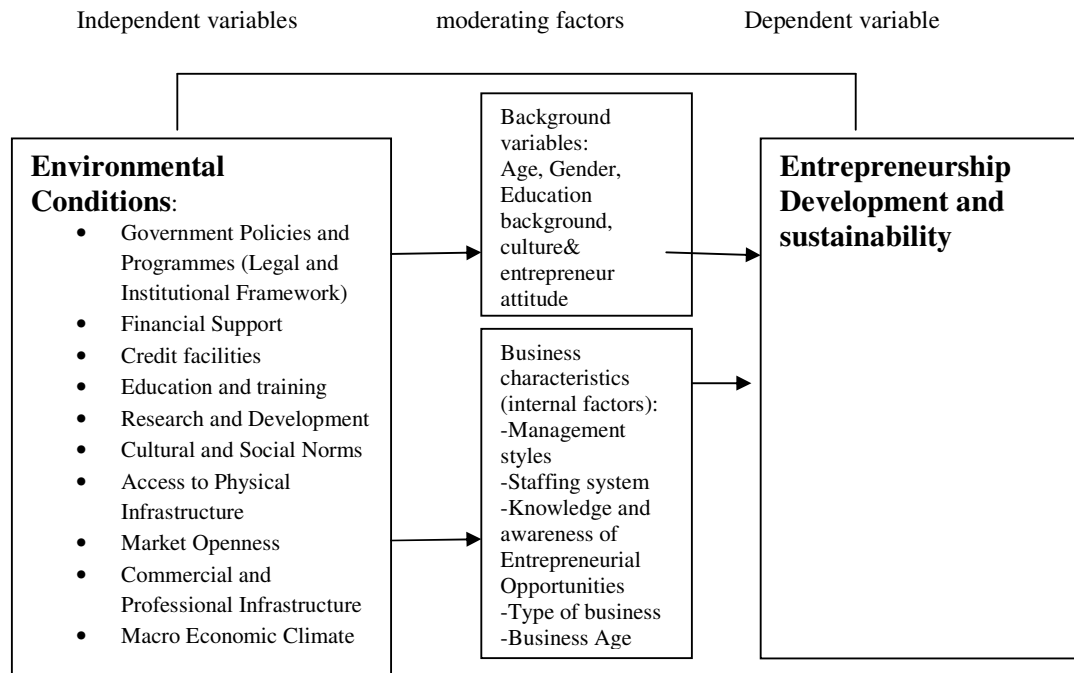 Independent variables
moderating factors
Dependent variable
Environmental
Conditions:
• Government Policies and
Programmes (Legal and
Institutional Framework)
• Financial Support
• Credit facilities
• Education and training
• Research and Development
• Cultural and Social Norms
• Access to Physical
Infrastructure
• Market Openness
• Commercial and
Professional Infrastructure
• Macro Economic Climate
Background
variables:
Age, Gender,
Education
background,
culture&
entrepreneur
attitude
Business
characteristics
(internal factors):
-Management
styles
-Staffing system
-Knowledge and
awareness of
Entrepreneurial
Opportunities
-Type of business
-Business Age
Entrepreneurship
Development and
sustainability